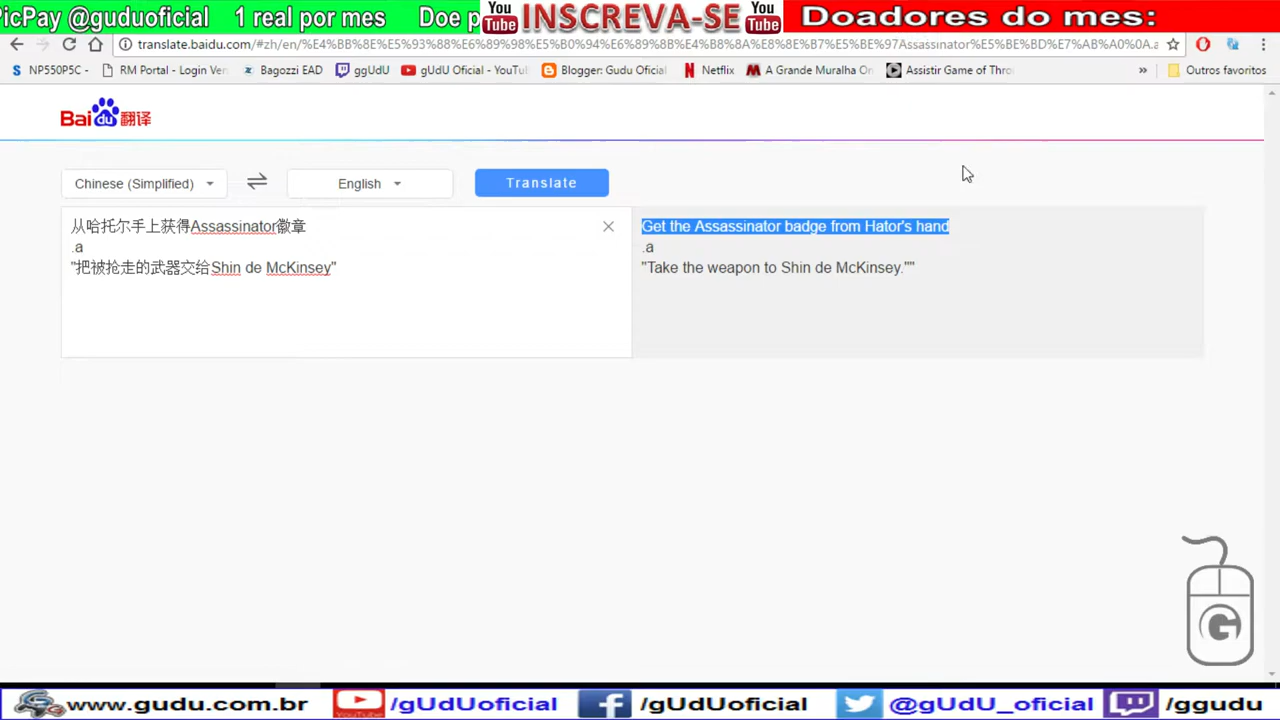 PicPay @guduoficial 1 real por mes Doe p You Tube INSCREVA-SE You Tube Doadores do mes:
translate.baidu.com/#zh/en/%E4%BB%8E%E5%93%88%E6%89%98%E5%B0%94%E6%89%8B%E4%B8%8A%E8%8E%B7%E5%BE%97Assassinator%E5%BE%BD%E7%AB%A0%0A.a
NP550P5C - RM Portal - Login Ven Bagozzi EAD ggUdU gUdU Oficial - YouTu Blogger: Gudu Oficial Netflix A Grande Muralha On Assistir Game of Thro » Outros favoritos
Bai du 翻译
Chinese (Simplified) English Translate
从哈托尔手上获得Assassinator徽章
.a
"把被抢走的武器交给Shin de McKinsey"
Get the Assassinator badge from Hator's hand
.a
"Take the weapon to Shin de McKinsey.""
G
www.gudu.com.br YouTube /gUdUoficial /gUdUoficial @gUdU_oficial /ggudu